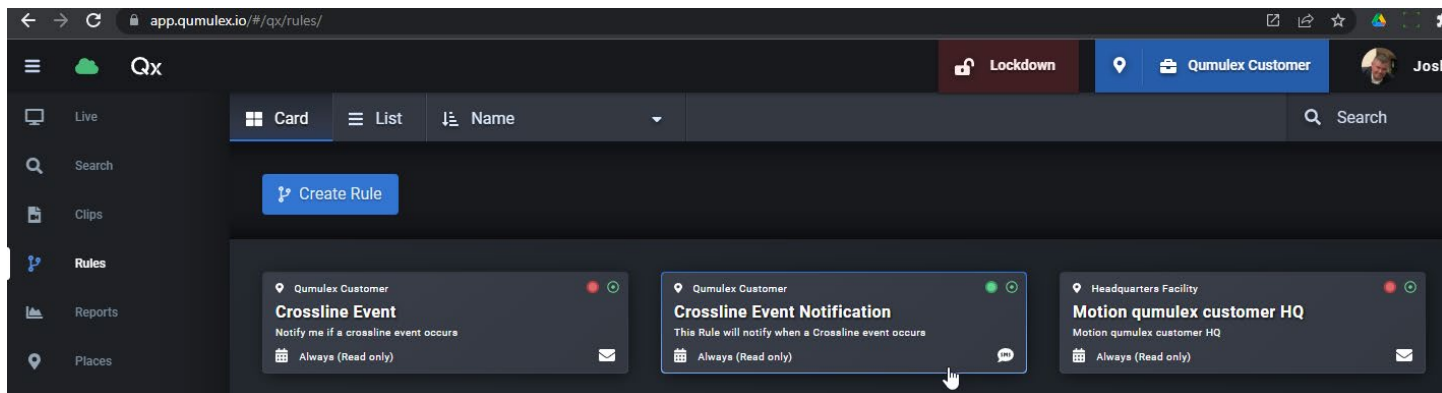 app.qumulex.io/#/qx/rules/
Qx
Lockdown
Qumulex Customer
Josl
Live
Card
List
Name
Search
Search
Create Rule
Clips
Rules
Qumulex Customer
Crossline Event
Notify me if a crossline event occurs
Always (Read only)
Qumulex Customer
Crossline Event Notification
This Rule will notify when a Crossline event occurs
Always (Read only)
SMS
Headquarters Facility
Motion qumulex customer HQ
Motion qumulex customer HQ
Always (Read only)
Reports
Places